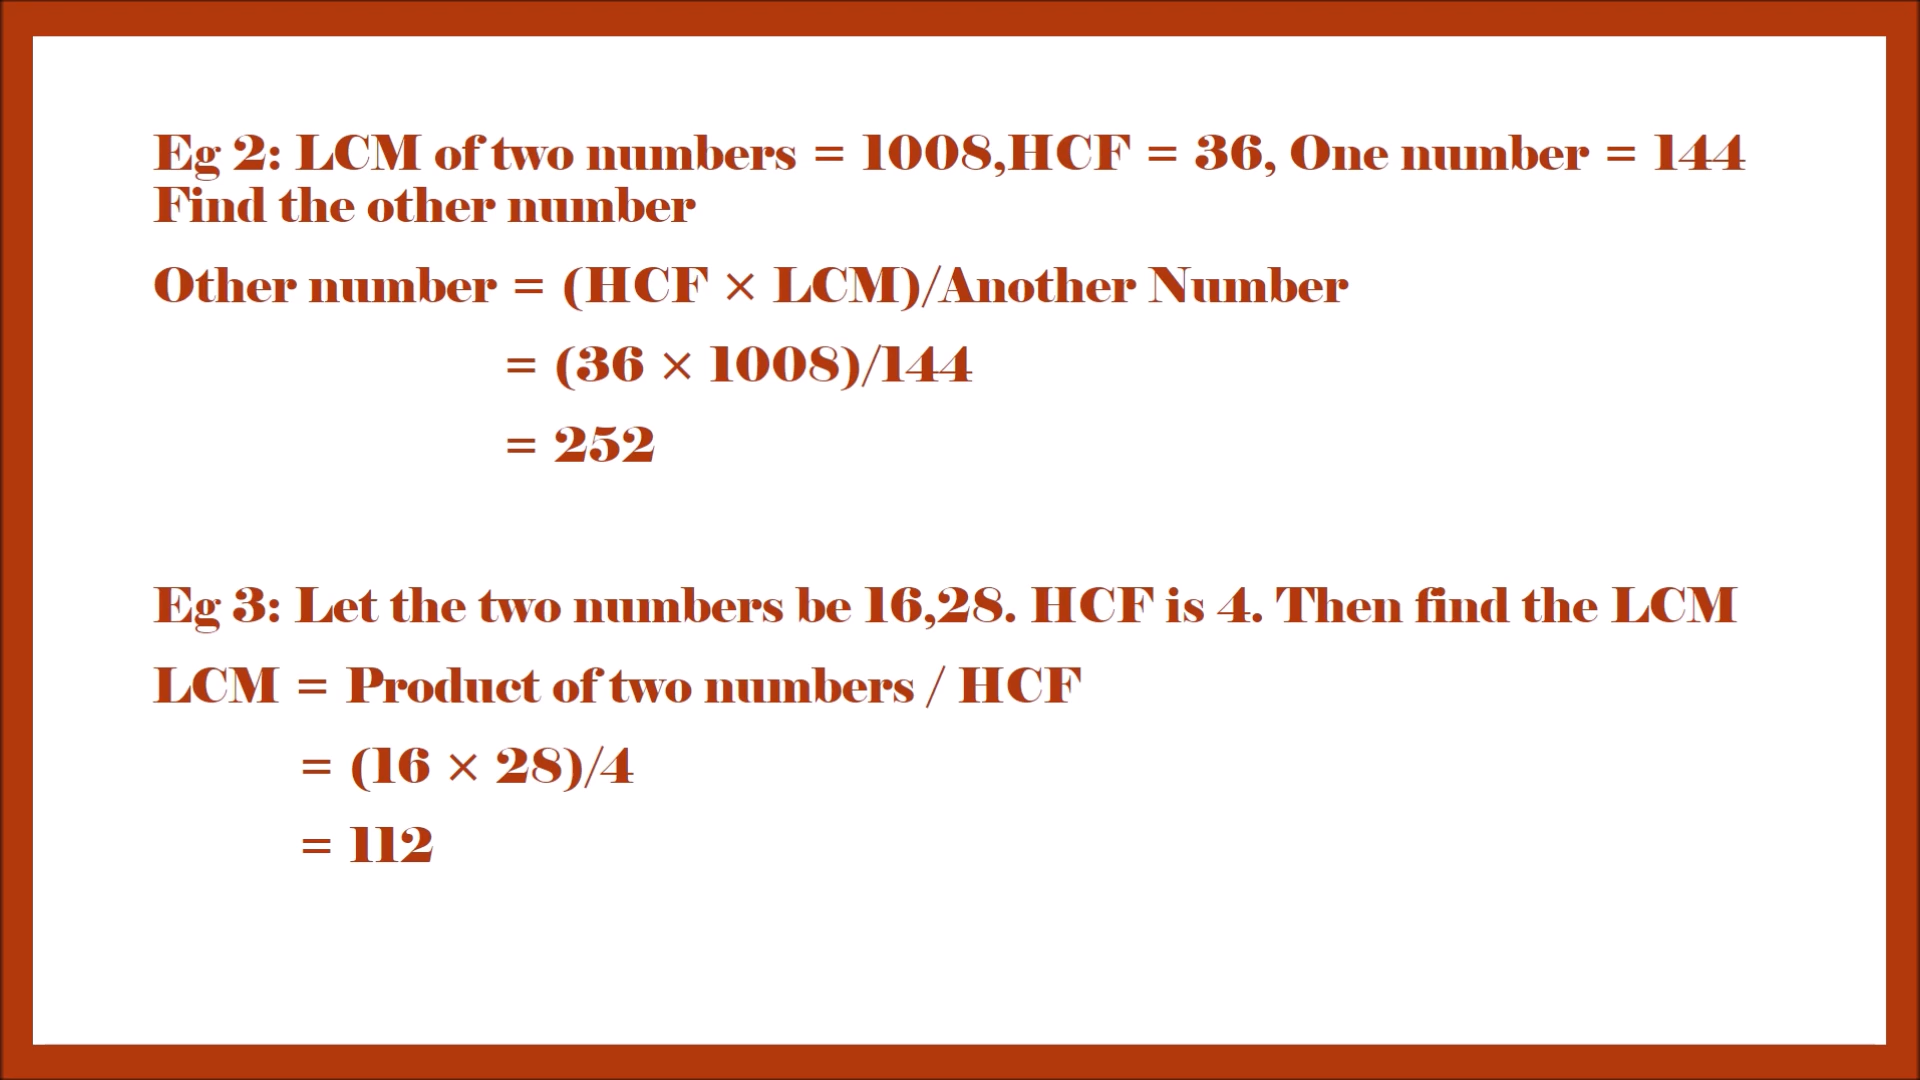 Eg 2: LCM of two numbers = 1008,HCF = 36, One number = 144
Find the other number
Other number = (HCF × LCM)/Another Number
= (36 × 1008)/144
= 252
Eg 3: Let the two numbers be 16,28. HCF is 4. Then find the LCM
LCM = Product of two numbers / HCF
= (16 × 28)/4
= 112